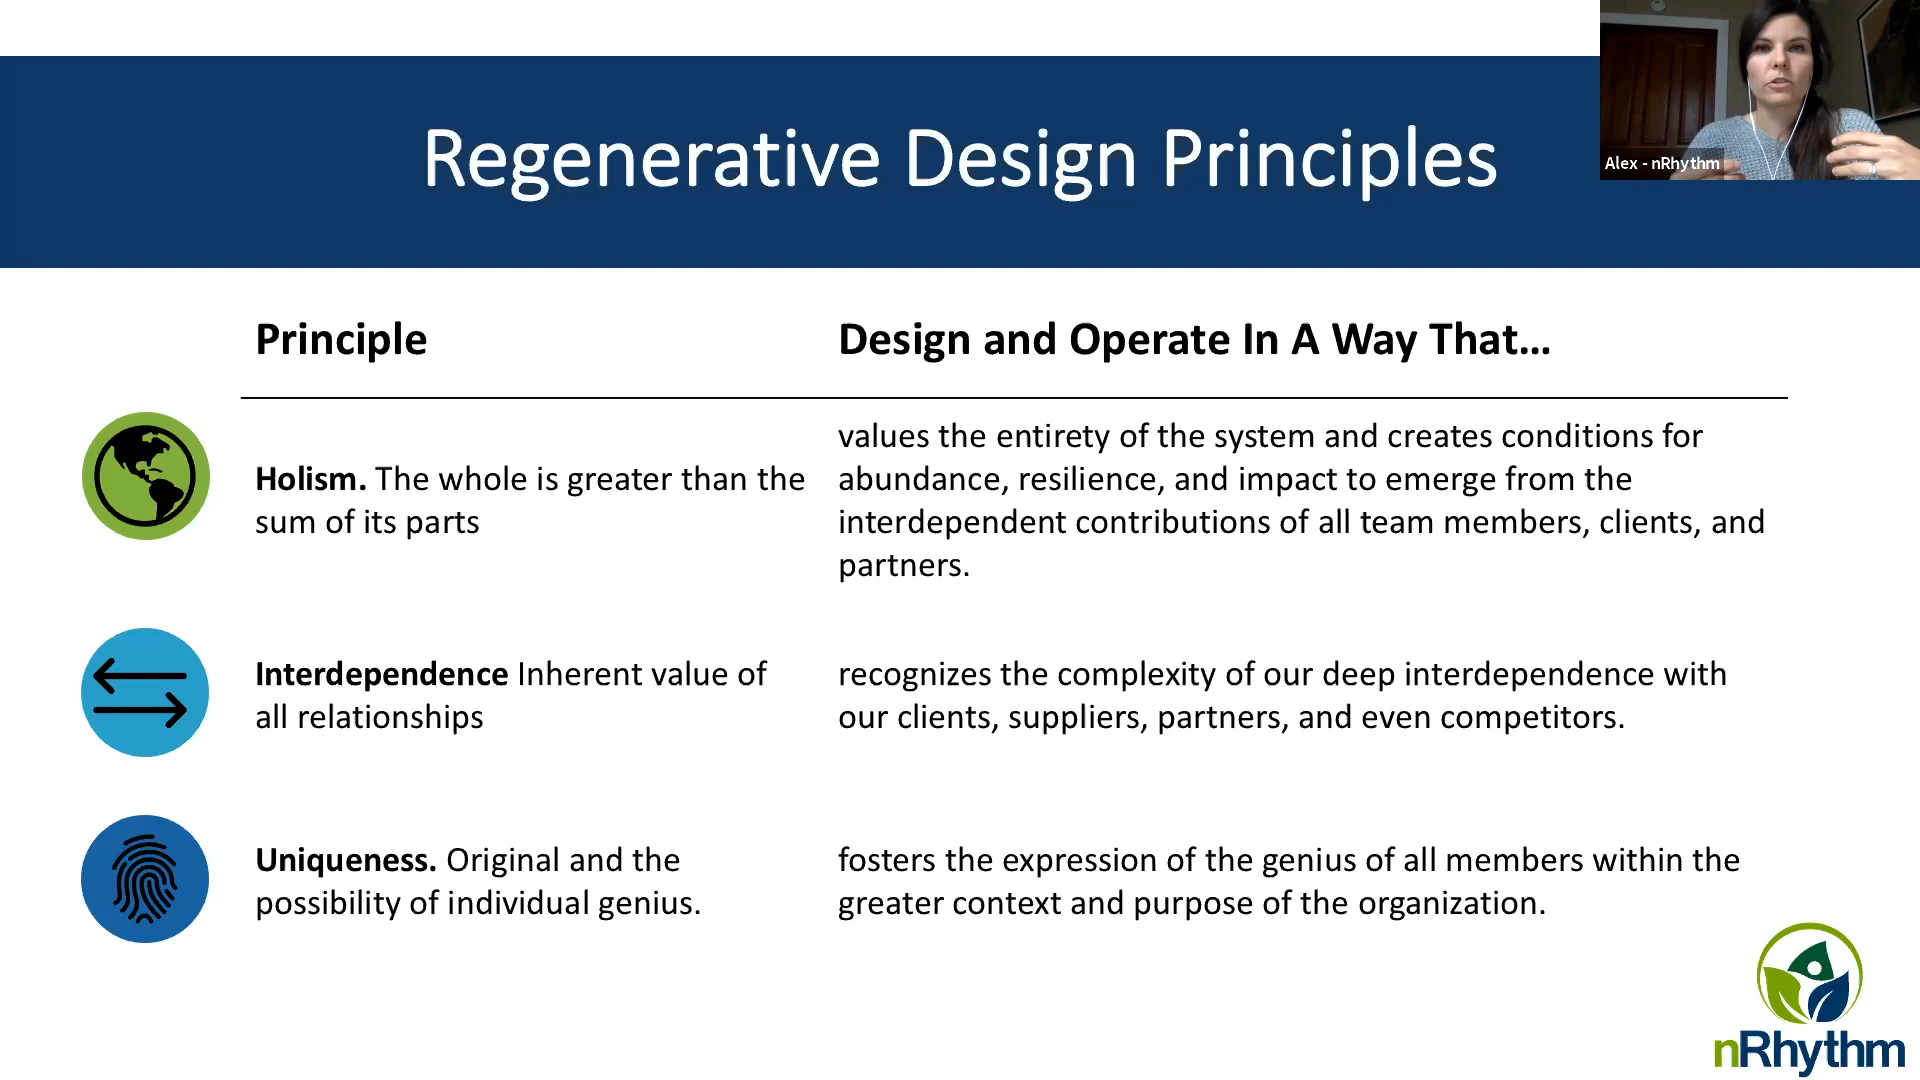 Regenerative Design Principles
Alex - nRhythm
Principle
Design and Operate In A Way That...
Holism. The whole is greater than the
sum of its parts
values the entirety of the system and creates conditions for
abundance, resilience, and impact to emerge from the
interdependent contributions of all team members, clients, and
partners.
Interdependence Inherent value of
all relationships
recognizes the complexity of our deep interdependence with
our clients, suppliers, partners, and even competitors.
Uniqueness. Original and the
possibility of individual genius.
fosters the expression of the genius of all members within the
greater context and purpose of the organization.
nRhythm